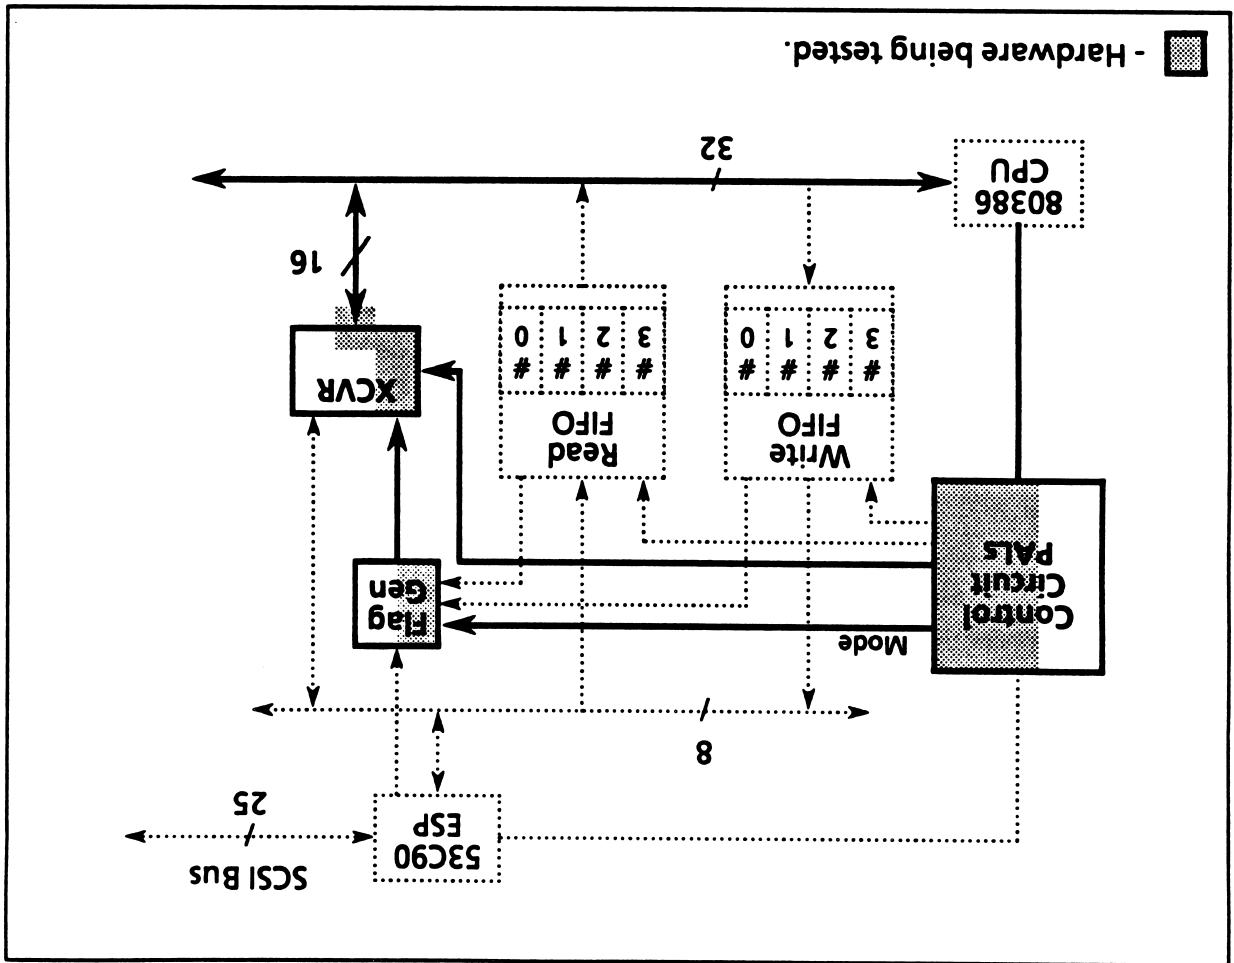 SCSI Bus
53C90
ESP
25
8
Mode
Control
Circuit
PALs
Flag
Gen
Write
FIFO
# # # #
3 2 1 0
Read
FIFO
# # # #
3 2 1 0
XCVR
16
80386
CPU
32
- Hardware being tested.